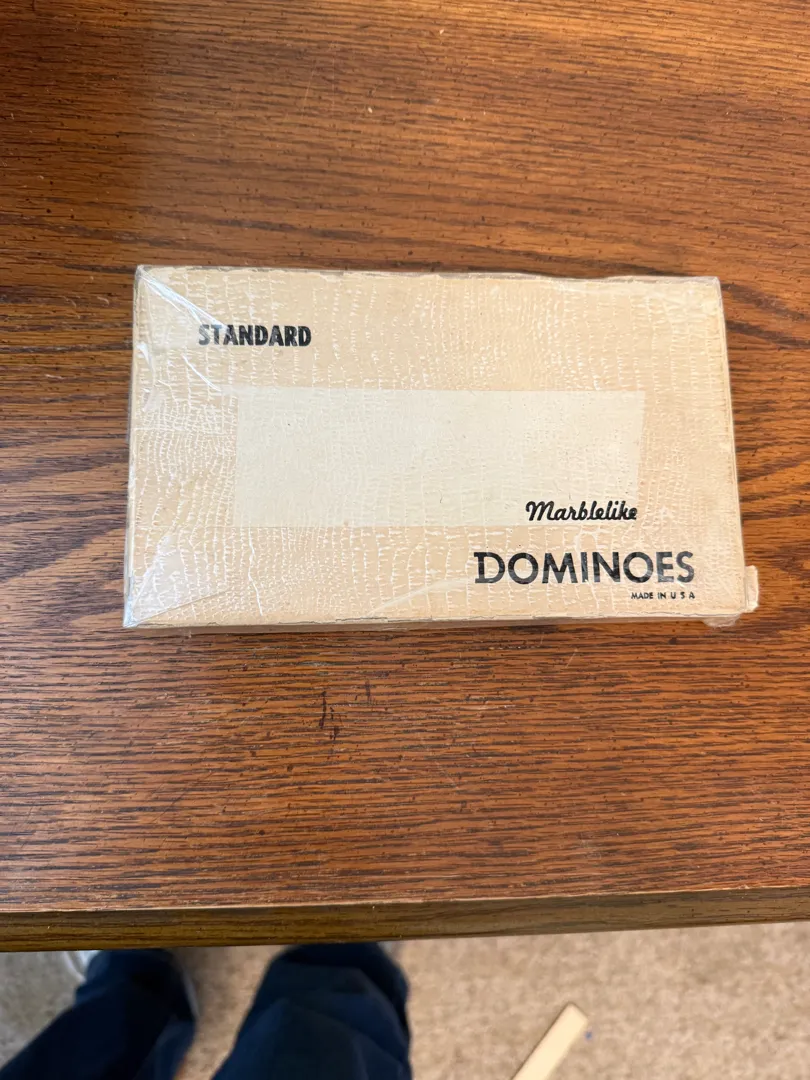 STANDARD
Marblelike
DOMINOES
MADE IN U S A